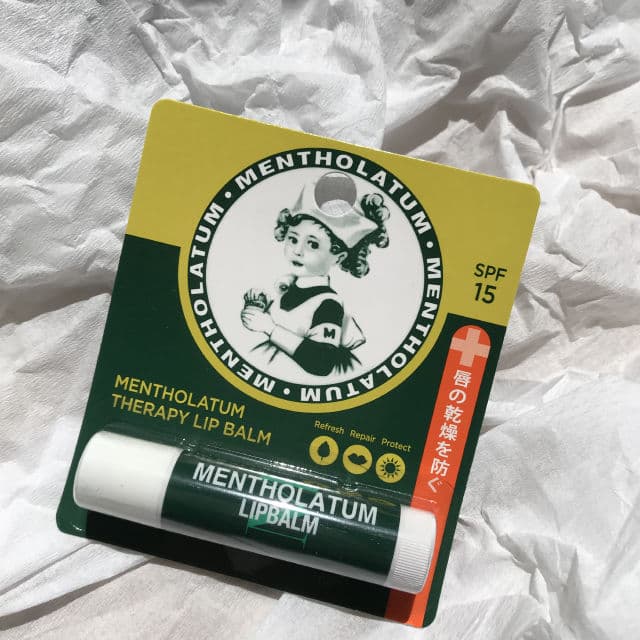 MENTHOLATUM • MENTHOLATUM • MENTHOLATUM • MENTHOLATUM •
M
SPF
15
唇の乾燥を防ぐ
MENTHOLATUM
THERAPY LIP BALM
Refresh Repair Protect
MENTHOLATUM
LIPBALM